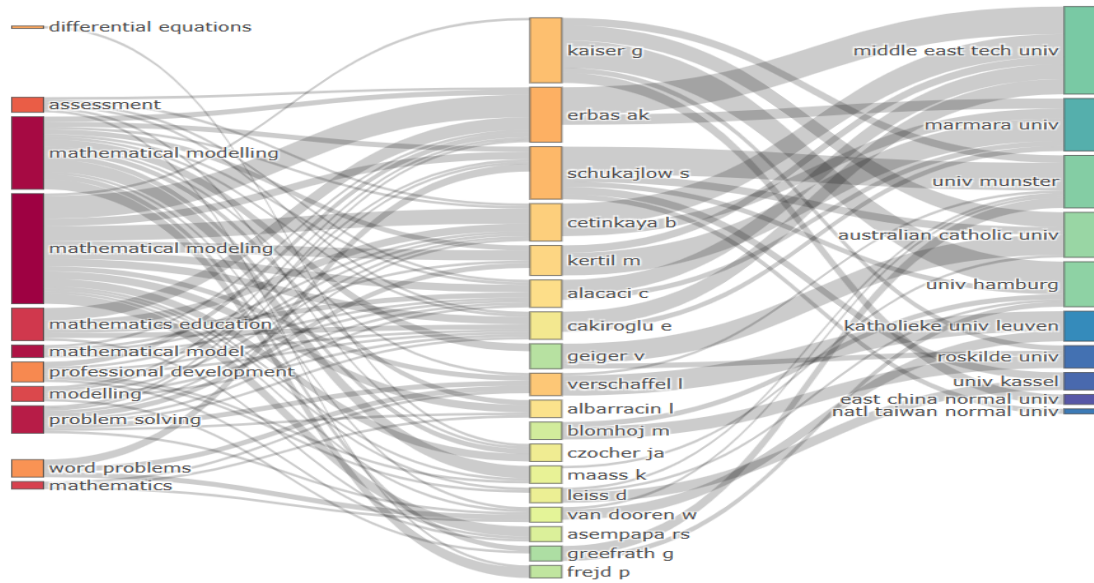 differential equations
assessment
mathematical modelling
mathematical modeling
mathematics education
mathematical model
professional development
modelling
problem solving
word problems
mathematics
kaiser g
erbas ak
schukajlow s
cetinkaya b
kertil m
alacaci c
cakiroglu e
geiger v
verschaffel l
albarracin l
blomhoj m
czocher ja
maass k
leiss d
van dooren w
asempapa rs
greefrath g
frejd p
middle east tech univ
marmara univ
univ munster
australian catholic univ
univ hamburg
katholieke univ leuven
roskilde univ
univ kassel
east china normal univ
natl taiwan normal univ